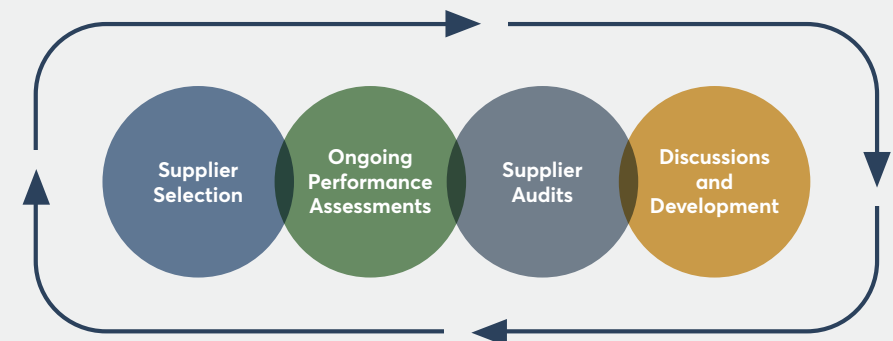 Supplier
Selection
Ongoing
Performance
Assessments
Supplier
Audits
Discussions
and
Development